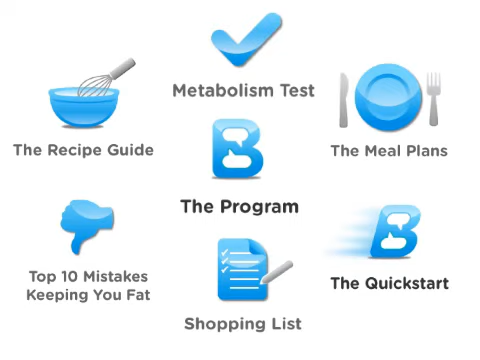 Metabolism Test
The Recipe Guide
The Meal Plans
The Program
Top 10 Mistakes
Keeping You Fat
The Quickstart
Shopping List